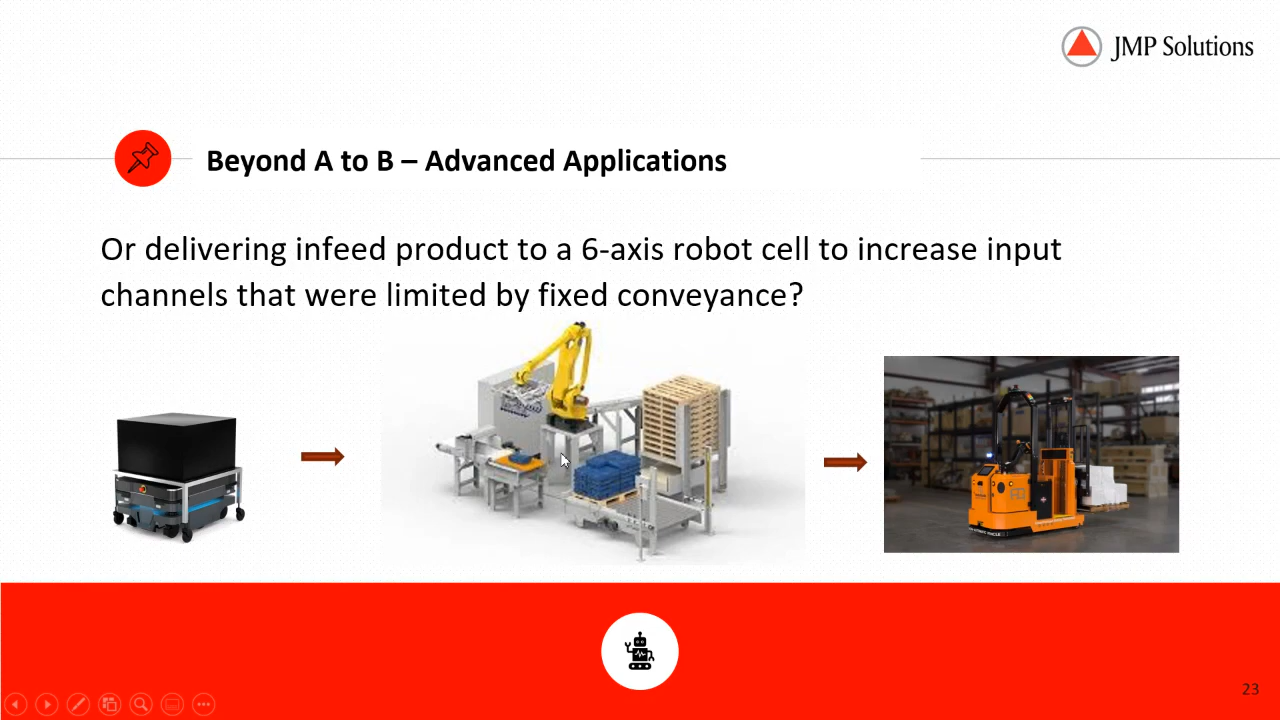 JMP Solutions
Beyond A to B – Advanced Applications
Or delivering infeed product to a 6-axis robot cell to increase input
channels that were limited by fixed conveyance?
23